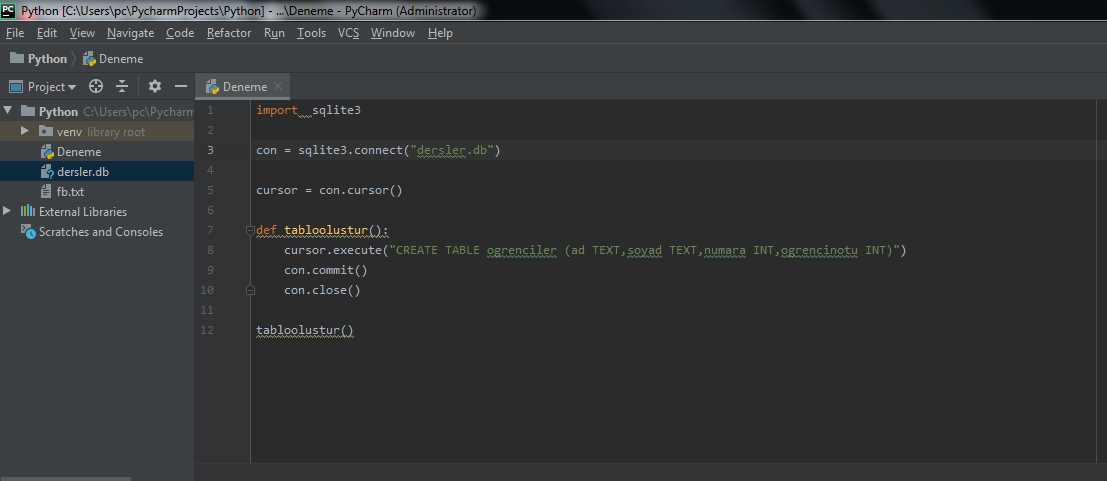 PC Python [C:\Users\pc\PycharmProjects\Python] - ...\Deneme - PyCharm (Administrator)
File Edit View Navigate Code Refactor Run Tools VCS Window Help
Python Deneme
Project
Deneme
Python C:\Users\pc\Pycharm
venv library root
Deneme
dersler.db
fb.txt
External Libraries
Scratches and Consoles
1 import  sqlite3
2
3 con = sqlite3.connect("dersler.db")
4
5 cursor = con.cursor()
6
7 def tabloolustur():
8     cursor.execute("CREATE TABLE ogrenciler (ad TEXT,soyad TEXT,numara INT,ogrencinotu INT)")
9     con.commit()
10     con.close()
11
12 tabloolustur()